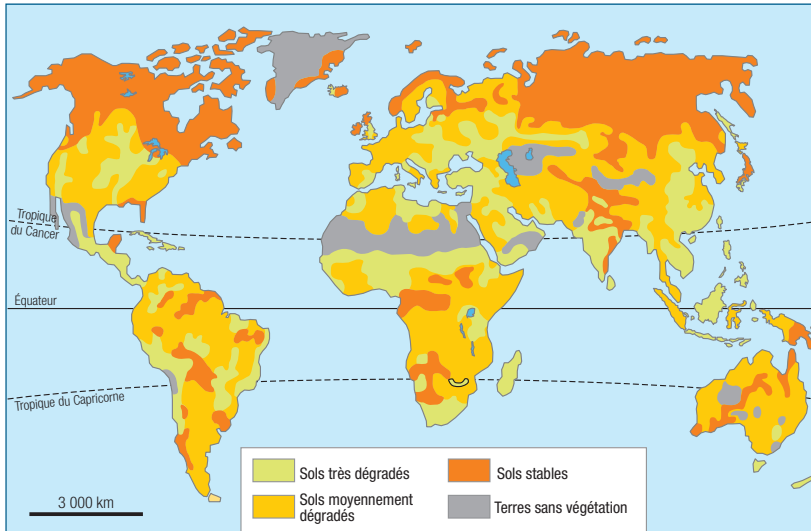 Tropique
du Cancer
Équateur
Tropique du Capricorne
3 000 km
Sols très dégradés
Sols moyennement
dégradés
Sols stables
Terres sans végétation